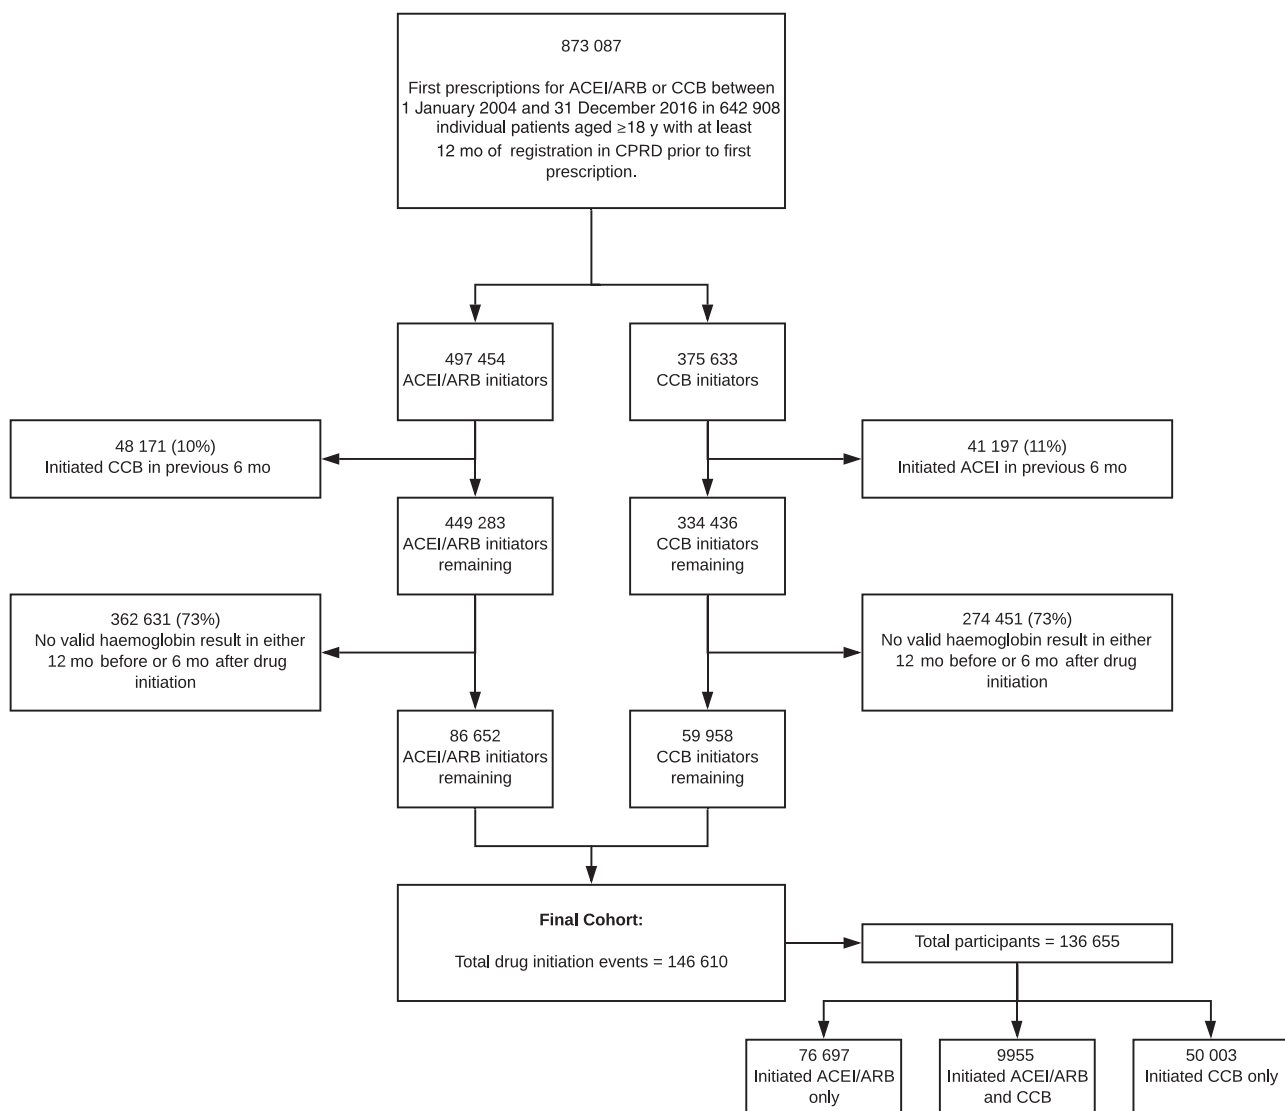 873 087
First prescriptions for ACEI/ARB or CCB between
1 January 2004 and 31 December 2016 in 642 908
individual patients aged ≥18 y with at least
12 mo of registration in CPRD prior to first
prescription.
497 454
ACEI/ARB initiators
375 633
CCB initiators
48 171 (10%)
Initiated CCB in previous 6 mo
41 197 (11%)
Initiated ACEI in previous 6 mo
449 283
ACEI/ARB initiators
remaining
334 436
CCB initiators
remaining
362 631 (73%)
No valid haemoglobin result in either
12 mo before or 6 mo after drug
initiation
274 451 (73%)
No valid haemoglobin result in either
12 mo before or 6 mo after drug
initiation
86 652
ACEI/ARB initiators
remaining
59 958
CCB initiators
remaining
Final Cohort:
Total drug initiation events = 146 610
Total participants = 136 655
76 697
Initiated ACEI/ARB
only
9955
Initiated ACEI/ARB
and CCB
50 003
Initiated CCB only